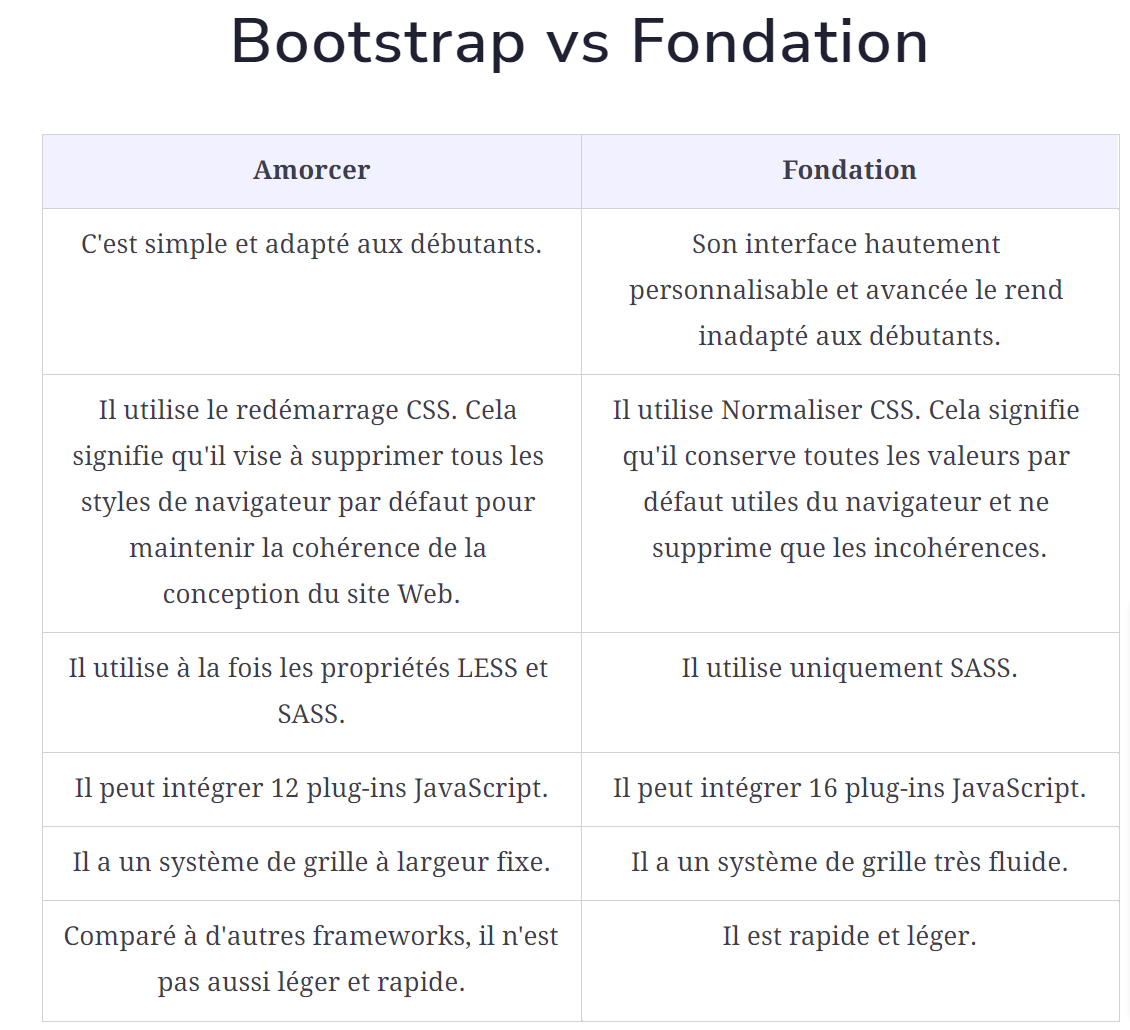 Bootstrap vs Fondation
Amorcer
Fondation
C'est simple et adapté aux débutants.
Son interface hautement
personnalisable et avancée le rend
inadapté aux débutants.
Il utilise le redémarrage CSS. Cela
signifie qu'il vise à supprimer tous les
styles de navigateur par défaut pour
maintenir la cohérence de la
conception du site Web.
Il utilise Normaliser CSS. Cela signifie
qu'il conserve toutes les valeurs par
défaut utiles du navigateur et ne
supprime que les incohérences.
Il utilise à la fois les propriétés LESS et
SASS.
Il utilise uniquement SASS.
Il peut intégrer 12 plug-ins JavaScript.
Il peut intégrer 16 plug-ins JavaScript.
Il a un système de grille à largeur fixe.
Il a un système de grille très fluide.
Comparé à d'autres frameworks, il n'est
pas aussi léger et rapide.
Il est rapide et léger.